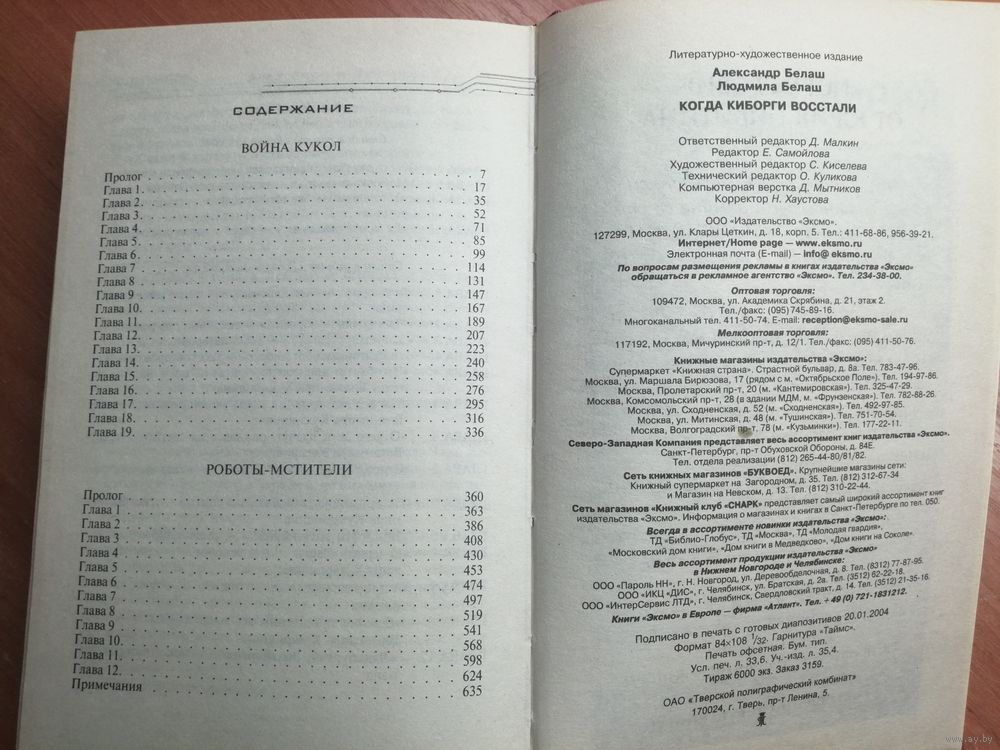 СОДЕРЖАНИЕ
ВОЙНА КУКОЛ
Пролог 7
Глава 1. 17
Глава 2. 35
Глава 3. 52
Глава 4. 71
Глава 5. 85
Глава 6. 99
Глава 7 114
Глава 8 131
Глава 9 147
Глава 10. 167
Глава 11. 189
Глава 12. 207
Глава 13. 223
Глава 14. 240
Глава 15. 258
Глава 16. 276
Глава 17. 295
Глава 18. 316
Глава 19. 336
РОБОТЫ-МСТИТЕЛИ
Пролог 360
Глава 1 363
Глава 2 386
Глава 3 408
Глава 4 430
Глава 5 453
Глава 6 474
Глава 7 497
Глава 8 519
Глава 9 541
Глава 10. 568
Глава 11. 598
Глава 12. 624
Примечания 635
Литературно-художественное издание
Александр Белаш
Людмила Белаш
КОГДА КИБОРГИ ВОССТАЛИ
Ответственный редактор Д. Малкин
Редактор Е. Самойлова
Художественный редактор С. Киселева
Технический редактор О. Куликова
Компьютерная верстка Д. Мытников
Корректор Н. Хаустова
ООО «Издательство «Эксмо».
127299, Москва, ул. Клары Цеткин, д. 18, корп. 5. Тел.: 411-68-86, 956-39-21.
Интернет/Home page — www.eksmo.ru
Электронная почта (E-mail) — info@ eksmo.ru
По вопросам размещения рекламы в книгах издательства «Эксмо»
обращаться в рекламное агентство «Эксмо». Тел. 234-38-00.
Оптовая торговля:
109472, Москва, ул. Академика Скрябина, д. 21, этаж 2.
Тел./факс: (095) 745-89-16.
Многоканальный тел. 411-50-74. E-mail: reception@eksmo-sale.ru
Мелкооптовая торговля:
117192, Москва, Мичуринский пр-т, д. 12/1. Тел./факс: (095) 411-50-76.
Книжные магазины издательства «Эксмо»:
Супермаркет «Книжная страна». Страстной бульвар, д. 8а. Тел. 783-47-96.
Москва, ул. Маршала Бирюзова, 17 (рядом с м. «Октябрьское Поле»). Тел. 194-97-86.
Москва, Пролетарский пр-т, 20 (м. «Кантемировская»). Тел. 325-47-29.
Москва, Комсомольский пр-т, 28 (в здании МДМ, м. «Фрунзенская»). Тел. 782-88-26.
Москва, ул. Сходненская, д. 52 (м. «Сходненская»). Тел. 492-97-85.
Москва, ул. Митинская, д. 48 (м. «Тушинская»). Тел. 751-70-54.
Москва, Волгоградский пр-т, 78 (м. «Кузьминки»). Тел. 177-22-11.
Северо-Западная Компания представляет весь ассортимент книг издательства «Эксмо».
Санкт-Петербург, пр-т Обуховской Обороны, д. 84Е.
Тел. отдела реализации (812) 265-44-80/81/82.
Сеть книжных магазинов «БУКВОЕД». Крупнейшие магазины сети:
Книжный супермаркет на Загородном, д. 35. Тел. (812) 312-67-34
и Магазин на Невском, д. 13. Тел. (812) 310-22-44.
Сеть магазинов «Книжный клуб «СНАРК» представляет самый широкий ассортимент книг
издательства «Эксмо». Информация о магазинах и книгах в Санкт-Петербурге по тел. 050.
Всегда в ассортименте новинки издательства «Эксмо»:
ТД «Библио-Глобус», ТД «Москва», ТД «Молодая гвардия»,
«Московский дом книги», «Дом книги в Медведково», «Дом книги на Соколе».
Весь ассортимент продукции издательства «Эксмо»
в Нижнем Новгороде и Челябинске:
ООО «Пароль НН», г. Н. Новгород, ул. Деревообделочная, д. 8. Тел. (8312) 77-87-95.
ООО «ИКЦ «ДИС», г. Челябинск, ул. Братская, д. 2а. Тел. (3512) 62-22-18.
ООО «ИнтерСервис ЛТД», г. Челябинск, Свердловский тракт, д. 14. Тел. (3512) 21-35-16.
Книги «Эксмо» в Европе — фирма «Атлант». Тел. + 49 (0) 721-1831212.
Подписано в печать с готовых диапозитивов 20.01.2004
Формат 84×108 1/32. Гарнитура «Таймс».
Печать офсетная. Бум. тип.
Усл. печ. л. 33,6. Уч.-изд. л. 35,4.
Тираж 6000 экз. Заказ 3159.
ОАО «Тверской полиграфический комбинат»
170024, г. Тверь, пр-т Ленина, 5.
www.ay.by